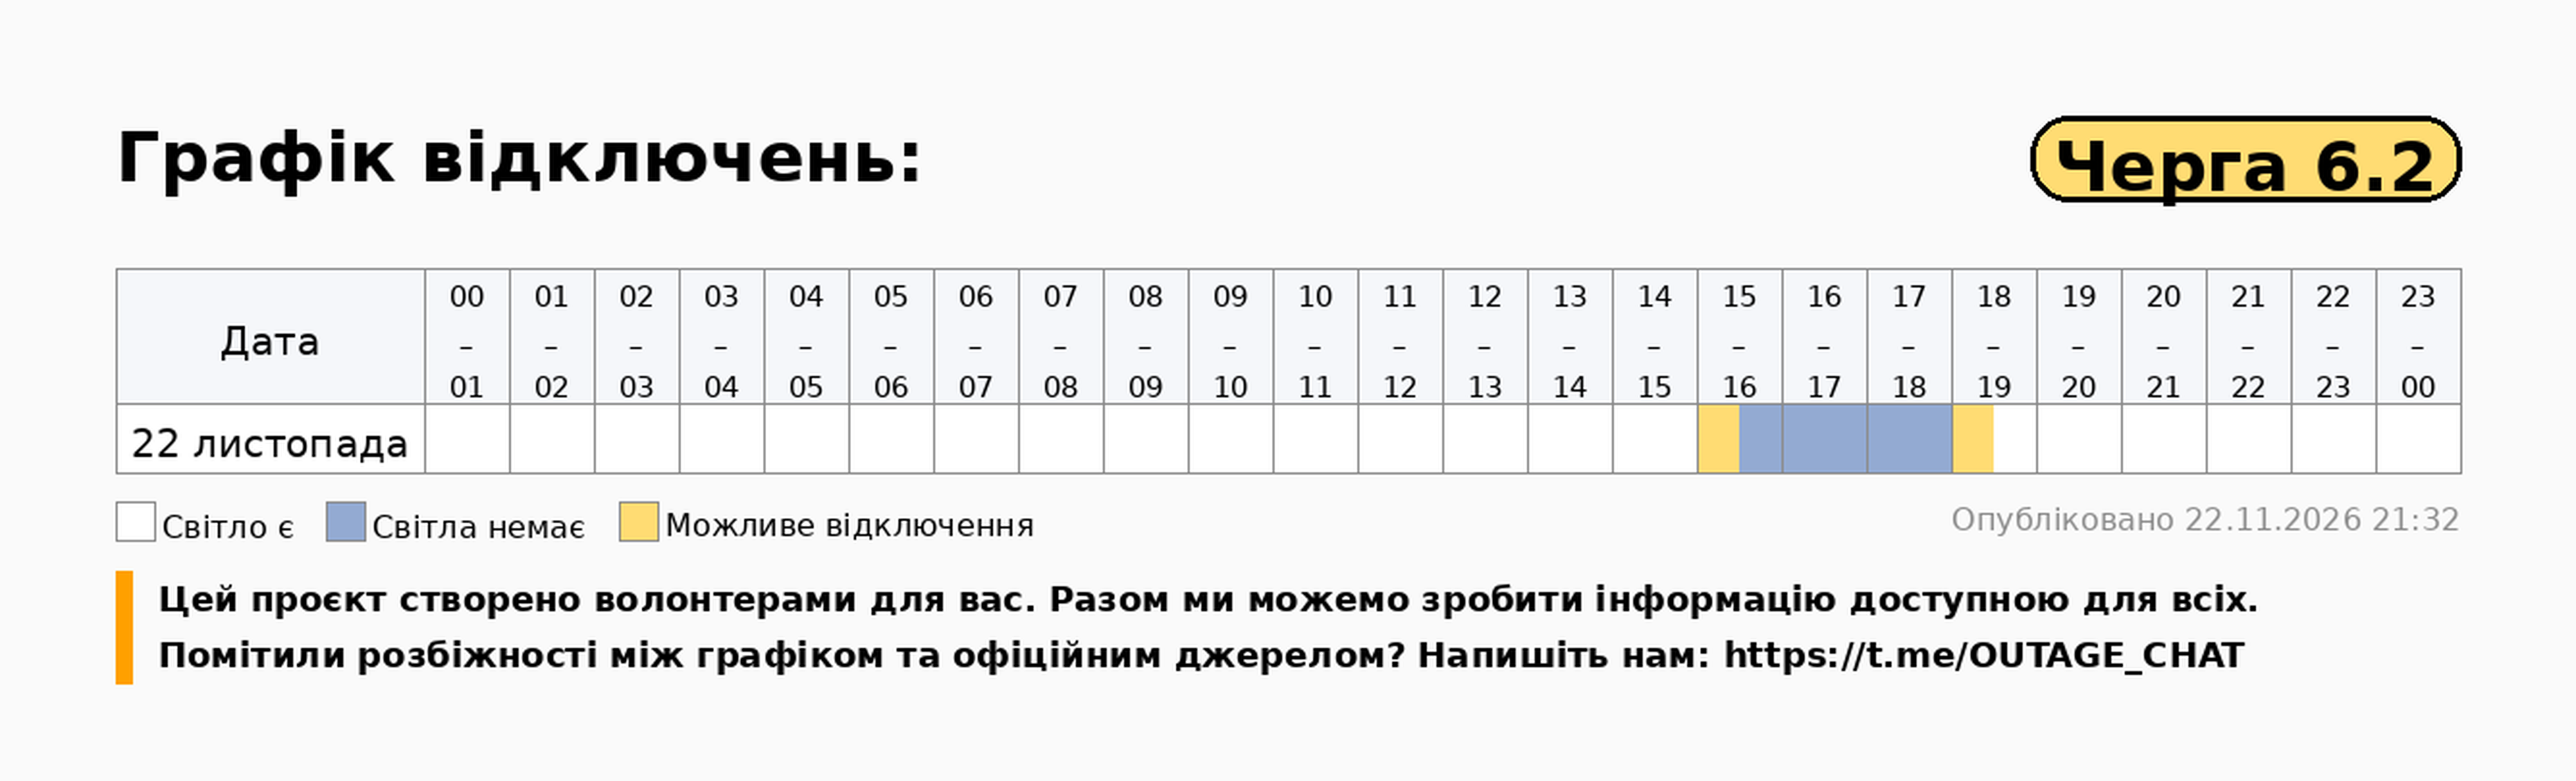 Графік відключень:
Черга 6.2
Дата
00 – 01
01 – 02
02 – 03
03 – 04
04 – 05
05 – 06
06 – 07
07 – 08
08 – 09
09 – 10
10 – 11
11 – 12
12 – 13
13 – 14
14 – 15
15 – 16
16 – 17
17 – 18
18 – 19
19 – 20
20 – 21
21 – 22
22 – 23
23 – 00
22 листопада
Світло є
Світла немає
Можливе відключення
Опубліковано 22.11.2026 21:32
Цей проєкт створено волонтерами для вас. Разом ми можемо зробити інформацію доступною для всіх.
Помітили розбіжності між графіком та офіційним джерелом? Напишіть нам: https://t.me/OUTAGE_CHAT